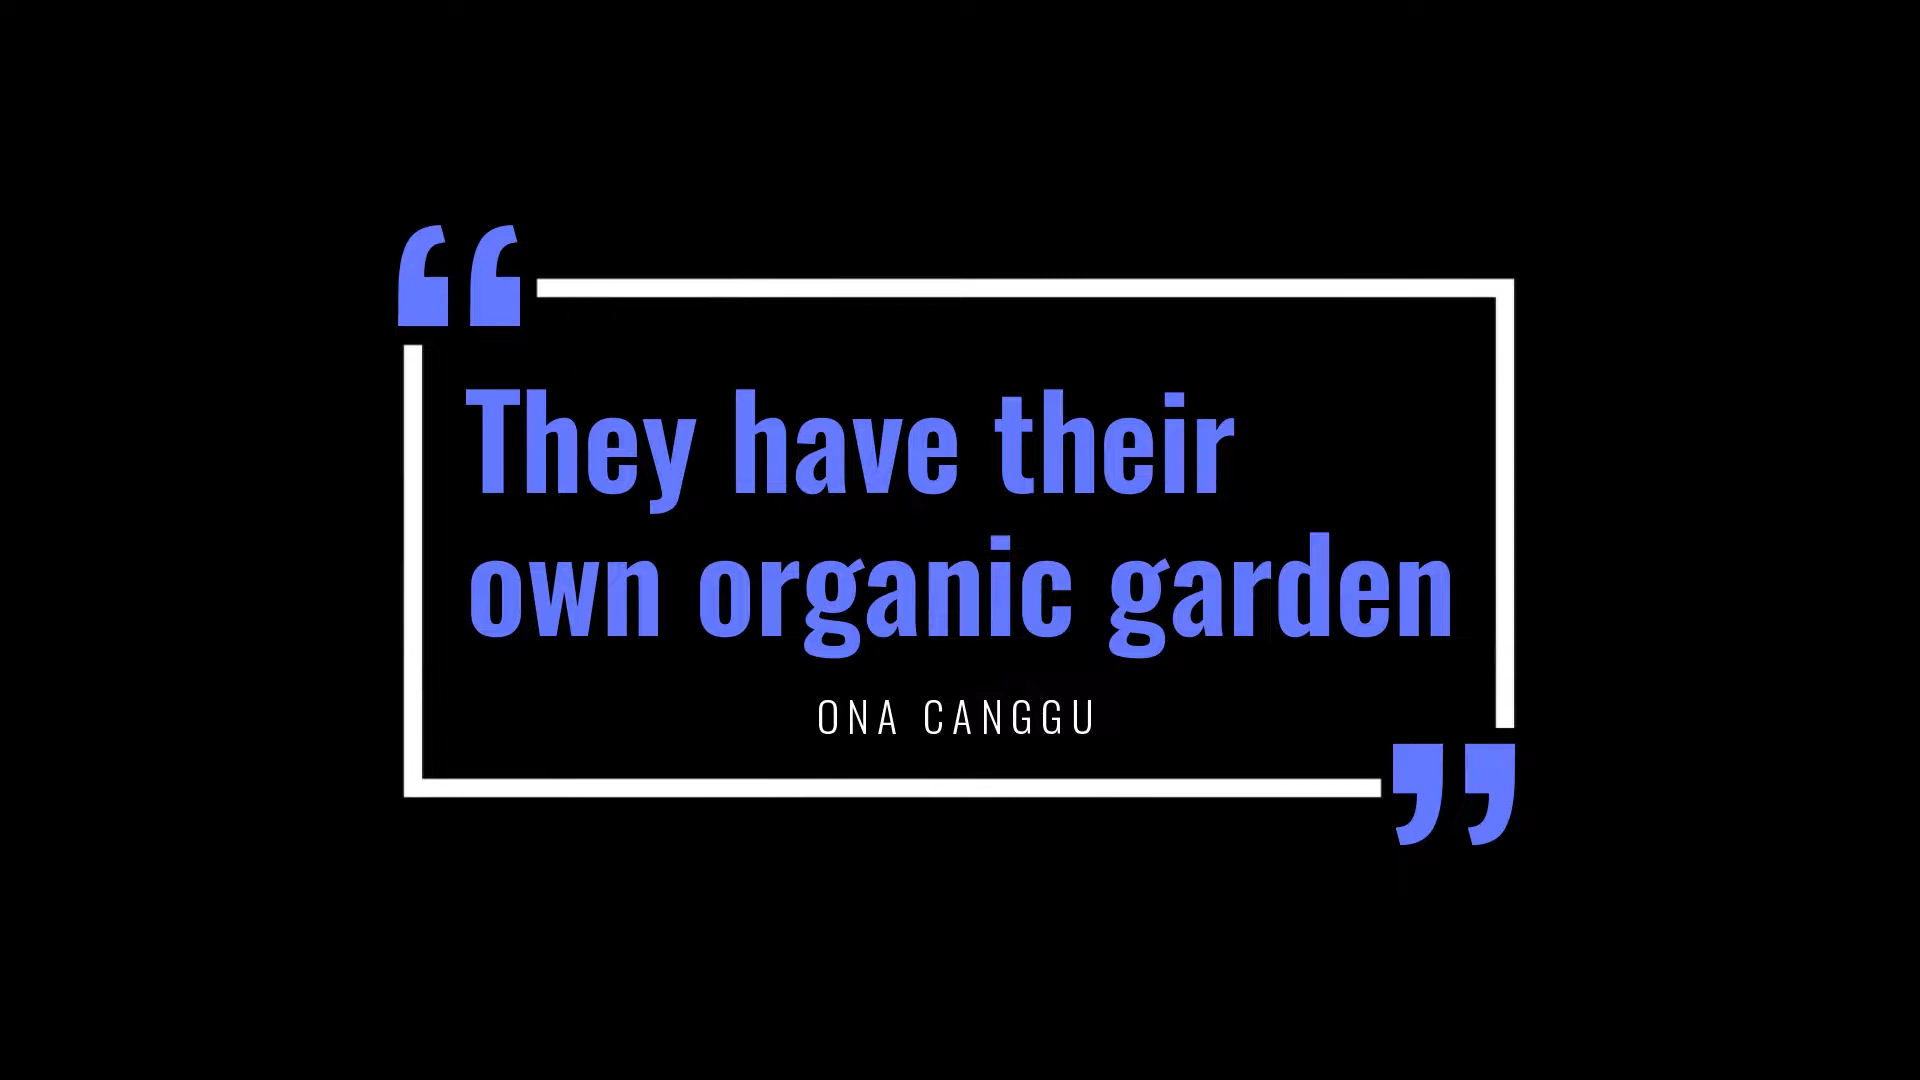 “
They have their
own organic garden
ONA CANGGU
”